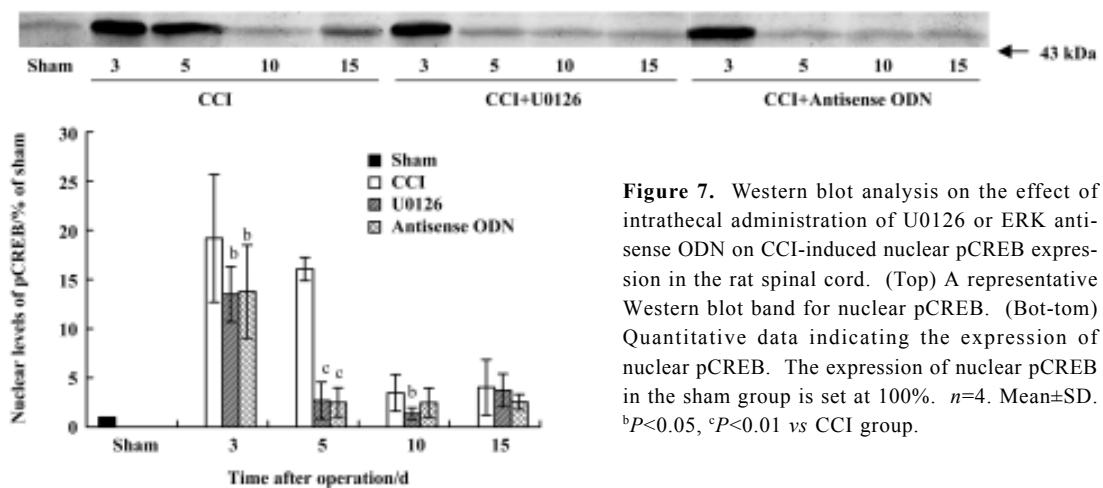 43 kDa
Sham 3 5 10 15 3 5 10 15 3 5 10 15
CCI CCI+U0126 CCI+Antisense ODN
Nuclear levels of pCREB/% of sham
30
25
20
15
10
5
0
Sham
CCI
U0126
Antisense ODN
b b
c c
b
Sham 3 5 10 15
Time after operation/d
Figure 7. Western blot analysis on the effect of
intrathecal administration of U0126 or ERK anti-
sense ODN on CCI-induced nuclear pCREB expres-
sion in the rat spinal cord. (Top) A representative
Western blot band for nuclear pCREB. (Bot-tom)
Quantitative data indicating the expression of
nuclear pCREB. The expression of nuclear pCREB
in the sham group is set at 100%. n=4. Mean±SD.
ᵇP<0.05, ᶜP<0.01 vs CCI group.